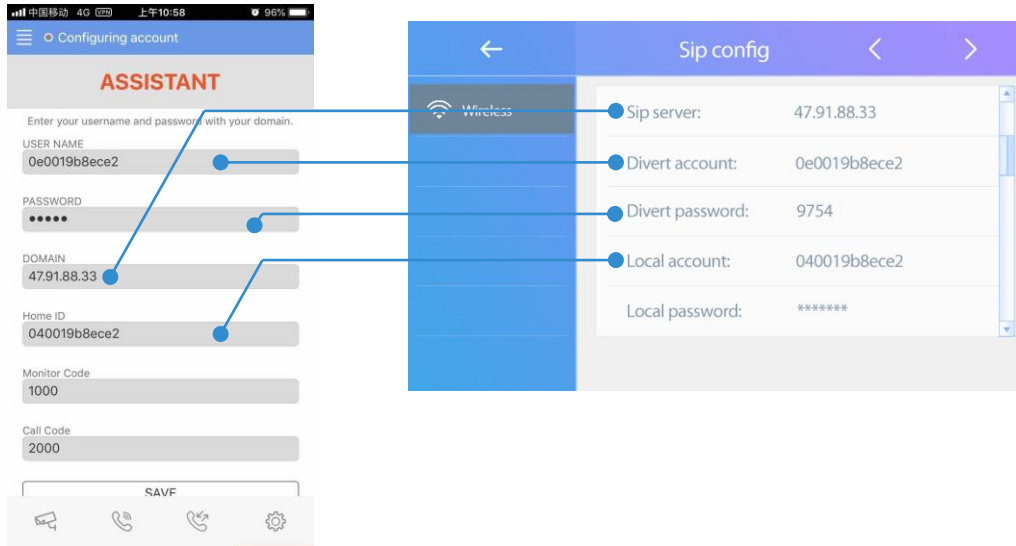 中国移动 4G VPN 上午10:58 96%
Configuring account
ASSISTANT
Enter your username and password with your domain.
USER NAME
0e0019b8ece2
PASSWORD
•••••
DOMAIN
47.91.88.33
Home ID
040019b8ece2
Monitor Code
1000
Call Code
2000
SAVE
Sip config
Wireless
Sip server: 47.91.88.33
Divert account: 0e0019b8ece2
Divert password: 9754
Local account: 040019b8ece2
Local password: *******